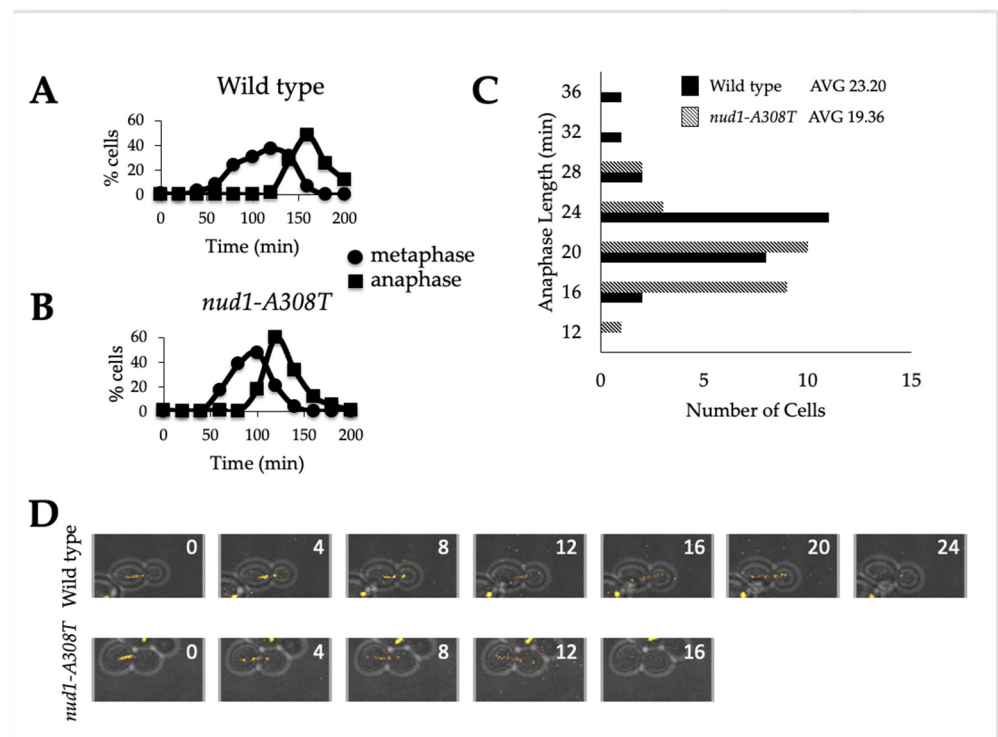 A
Wild type
% cells
60
40
20
0
0 50 100 150 200
Time (min)
metaphase
anaphase
B
nud1-A308T
% cells
60
40
20
0
0 50 100 150 200
Time (min)
C
Wild type AVG 23.20
nud1-A308T AVG 19.36
Anaphase Length (min)
36
32
28
24
20
16
12
0 5 10 15
Number of Cells
D
Wild type
0 4 8 12 16 20 24
nud1-A308T
0 4 8 12 16